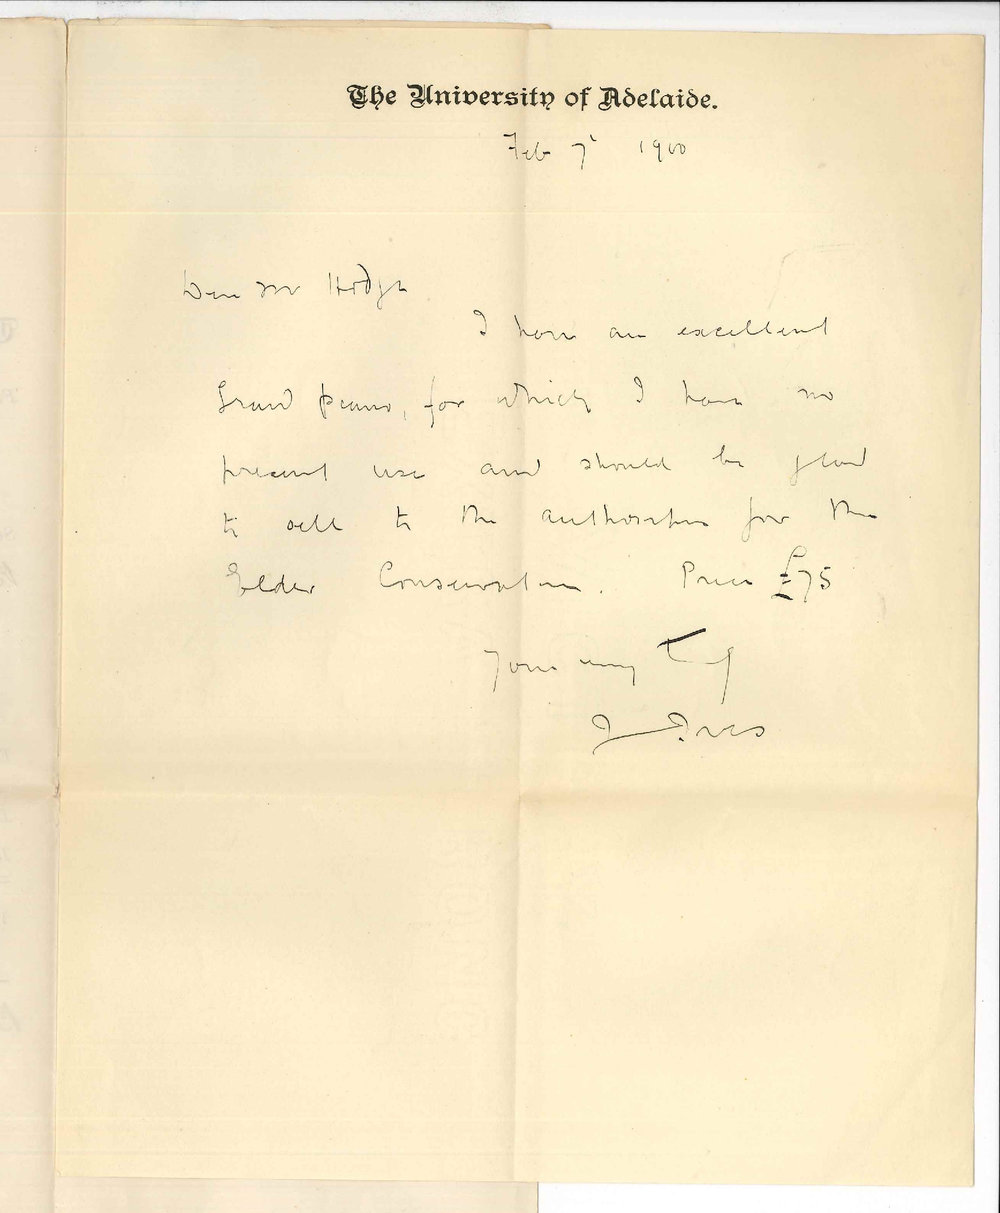 The University of Adelaide.
Feb 7 1900
Dear Mr Hodge
I have an excellent
Grand piano, for which I have no
present use and should be glad
to sell to the authorities for the
Elder Conservatorium. Price £75
Yours very truly
J Ives